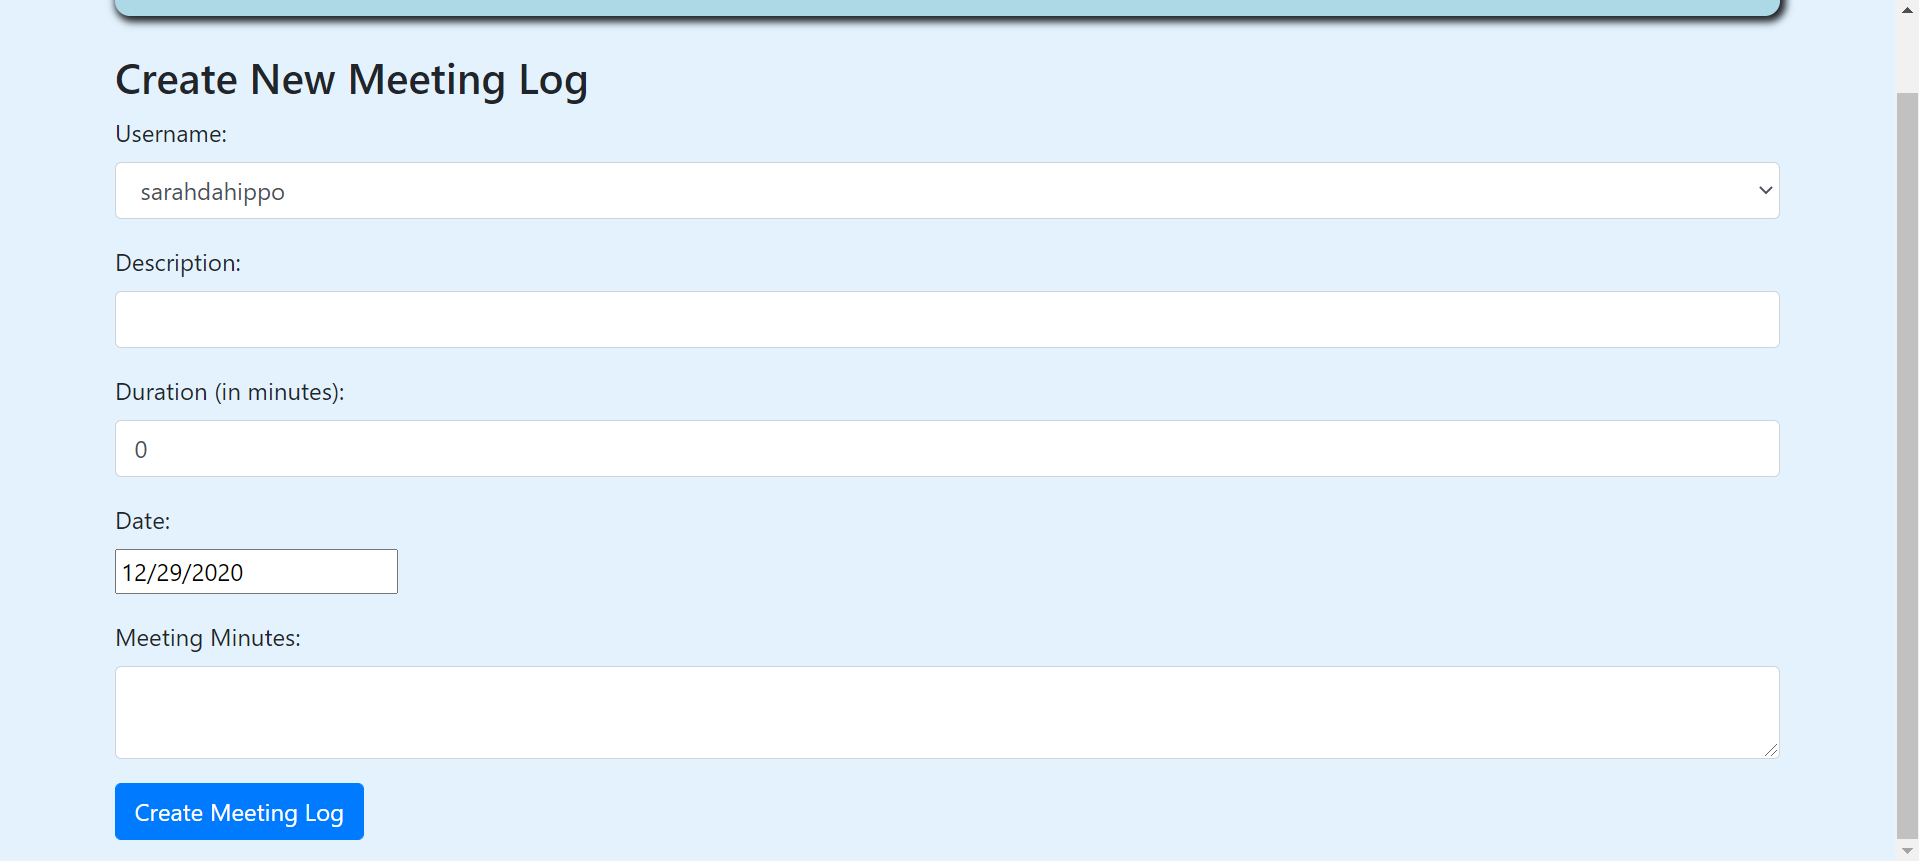 Create New Meeting Log
Username:
sarahdahippo
Description:
Duration (in minutes):
0
Date:
12/29/2020
Meeting Minutes:
Create Meeting Log